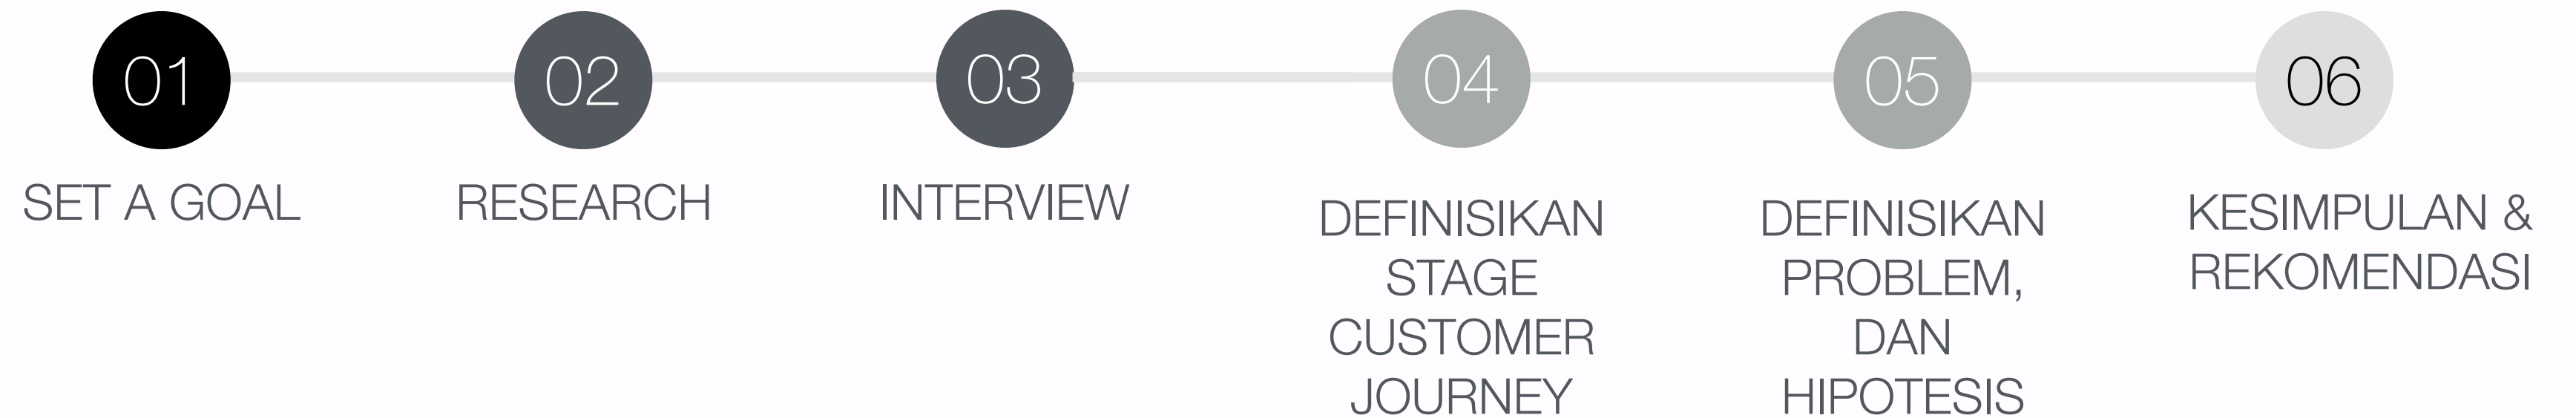 01
SET A GOAL
02
RESEARCH
03
INTERVIEW
04
DEFINISIKAN
STAGE
CUSTOMER
JOURNEY
05
DEFINISIKAN
PROBLEM,
DAN
HIPOTESIS
06
KESIMPULAN &
REKOMENDASI